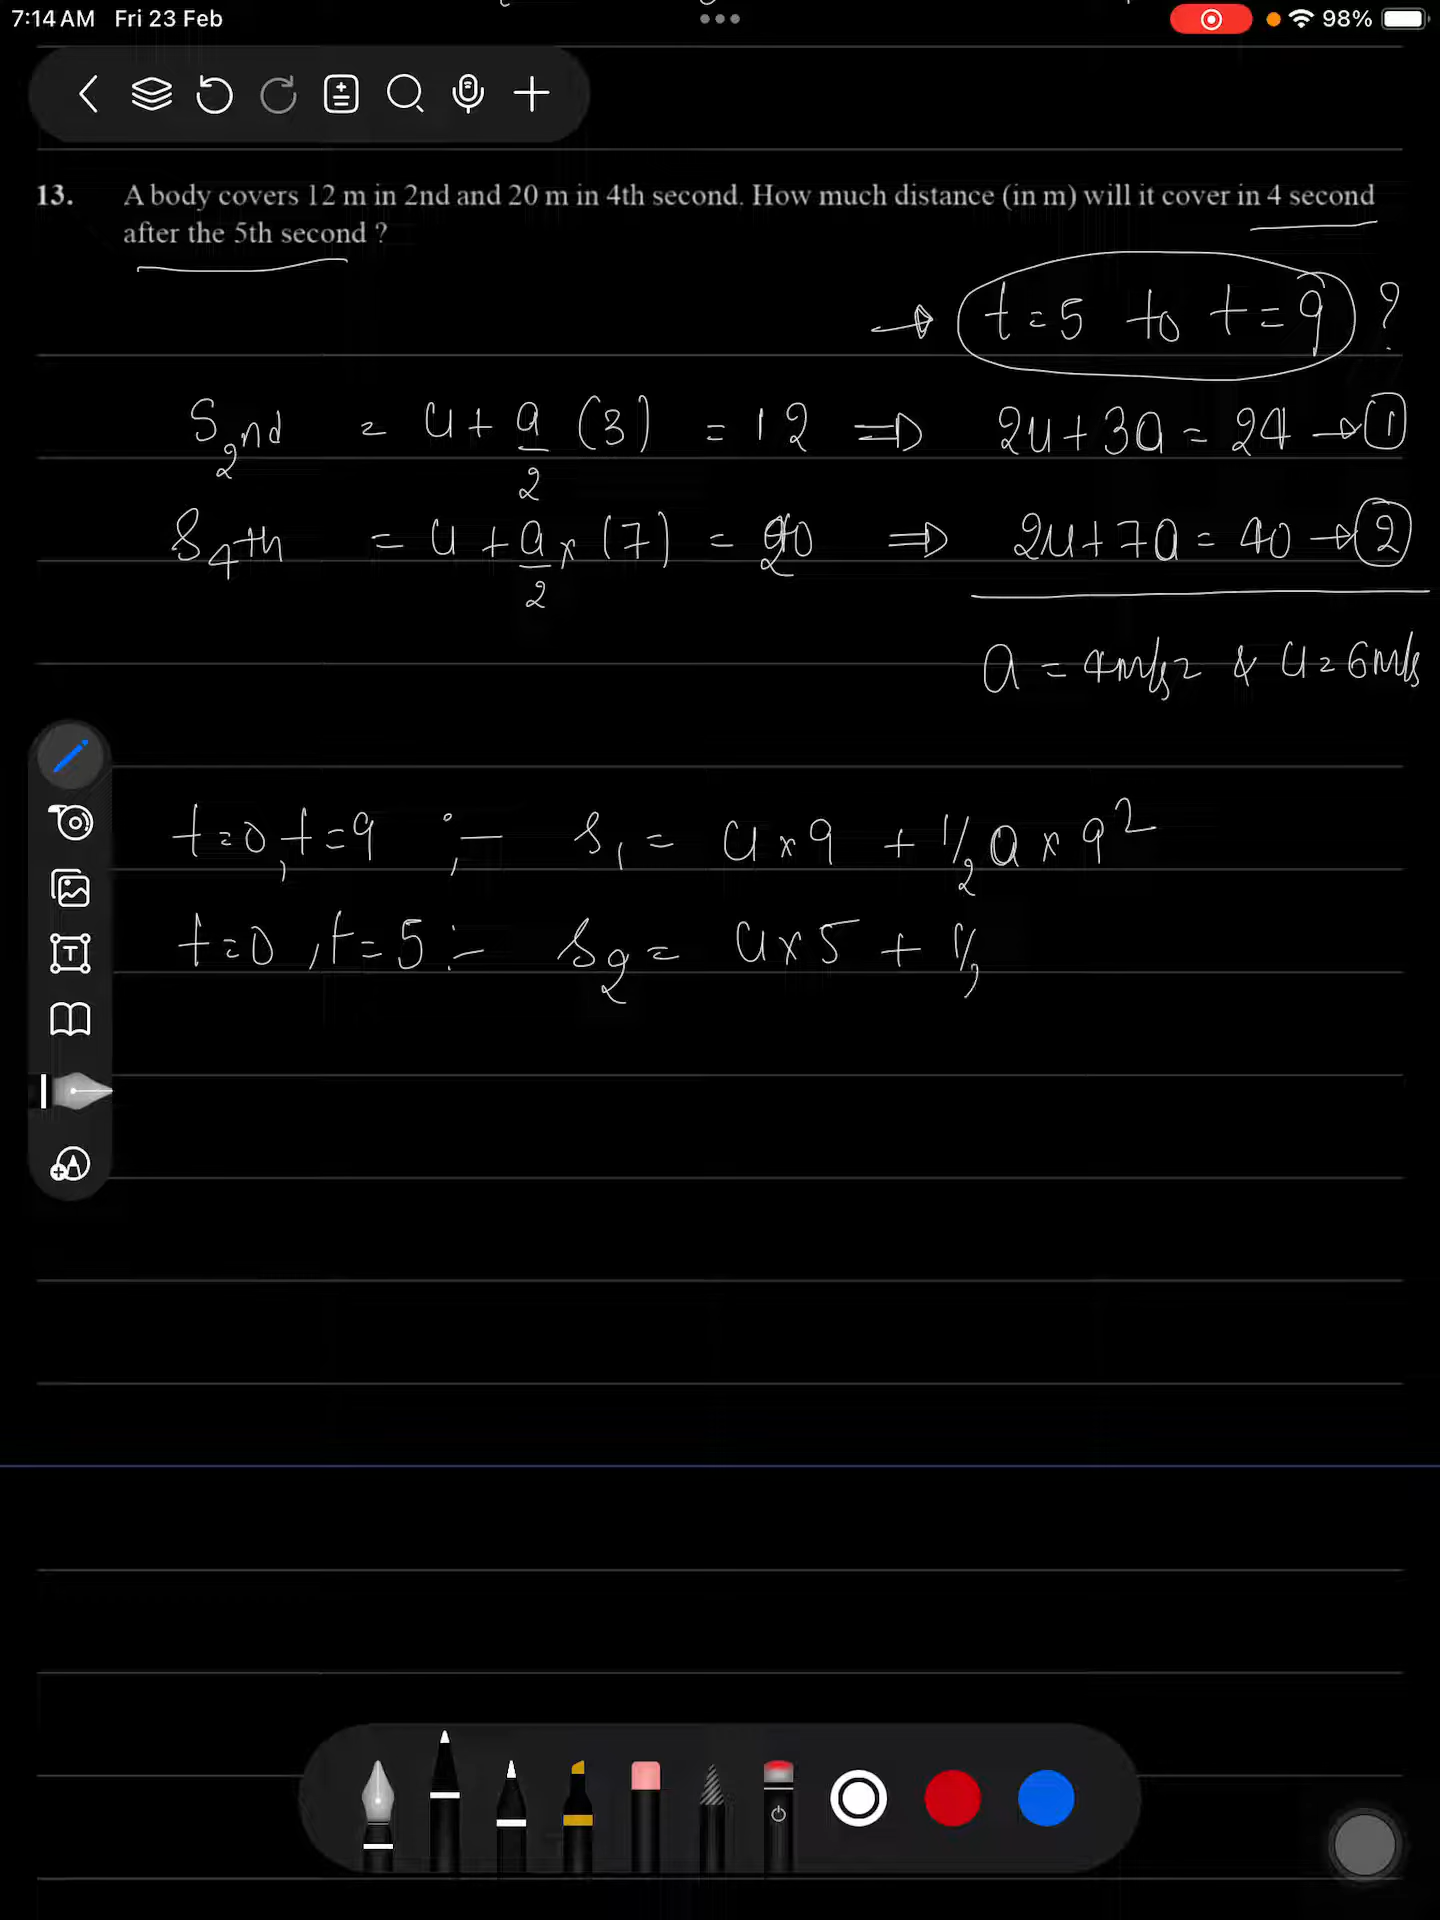 7:14 AM Fri 23 Feb 98%
13. A body covers 12 m in 2nd and 20 m in 4th second. How much distance (in m) will it cover in 4 second
after the 5th second ?
→ (t=5 to t=9) ?
S2nd = u + a/2 (3) = 12 ⇒ 2u+3a = 24 → ①
S4th = u + a/2 × (7) = 20 ⇒ 2u+7a = 40 → ②
a = 4m/s2 & u = 6m/s
t=0, t=9 ;- s1 = u×9 + 1/2 a × 9²
t=0, t=5 :- s2 = u×5 + 1/2